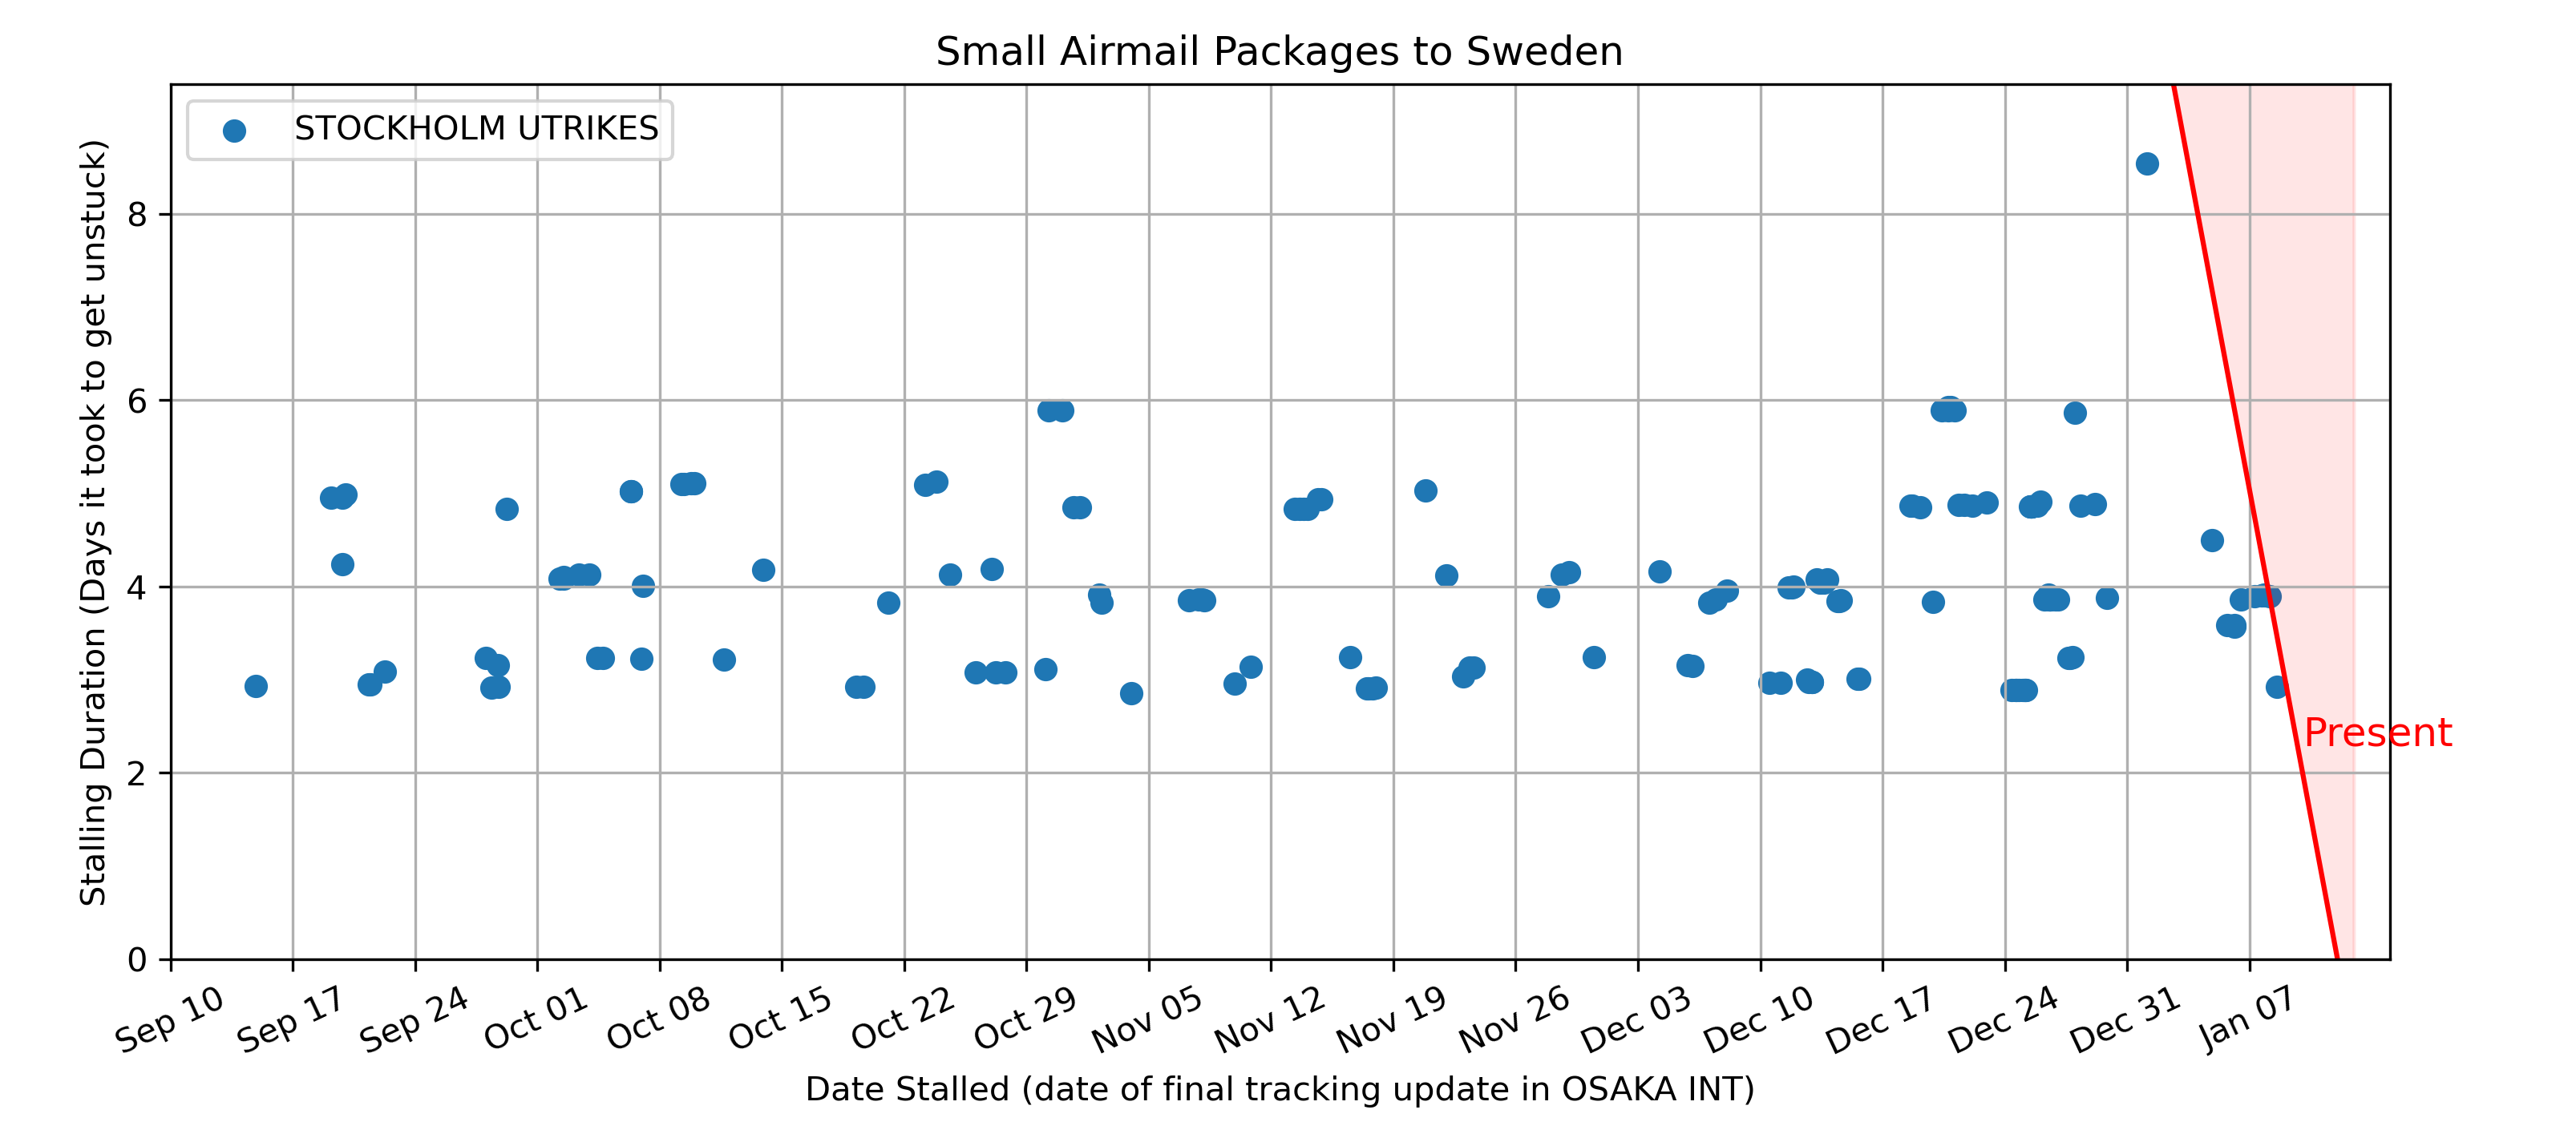 Small Airmail Packages to Sweden
STOCKHOLM UTRIKES
Stalling Duration (Days it took to get unstuck)
8
6
4
2
0
Present
Sep 10
Sep 17
Sep 24
Oct 01
Oct 08
Oct 15
Oct 22
Oct 29
Nov 05
Nov 12
Nov 19
Nov 26
Dec 03
Dec 10
Dec 17
Dec 24
Dec 31
Jan 07
Date Stalled (date of final tracking update in OSAKA INT)